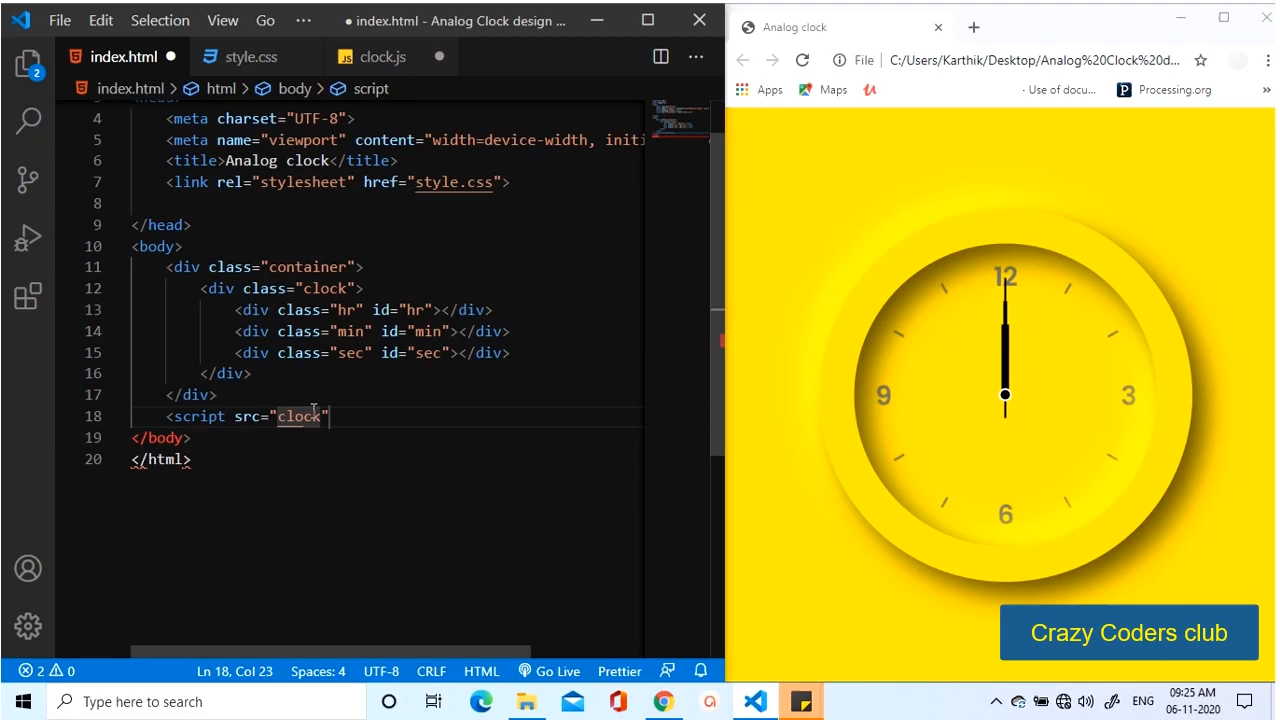 File Edit Selection View Go ··· ● index.html - Analog Clock design ...
index.html ● style.css JS clock.js ● ···
index.html > html > body > script
4 <meta charset="UTF-8">
5 <meta name="viewport" content="width=device-width, initi
6 <title>Analog clock</title>
7 <link rel="stylesheet" href="style.css">
8
9 </head>
10 <body>
11 <div class="container">
12 <div class="clock">
13 <div class="hr" id="hr"></div>
14 <div class="min" id="min"></div>
15 <div class="sec" id="sec"></div>
16 </div>
17 </div>
18 <script src="clock"
19 </body>
20 </html>
2
2 0 Ln 18, Col 23 Spaces: 4 UTF-8 CRLF HTML Go Live Prettier
Analog clock
File C:/Users/Karthik/Desktop/Analog%20Clock%20d...
Apps Maps - Use of docu... P Processing.org »
12
9 3
6
Crazy Coders club
Type here to search
ENG 09:25 AM
06-11-2020